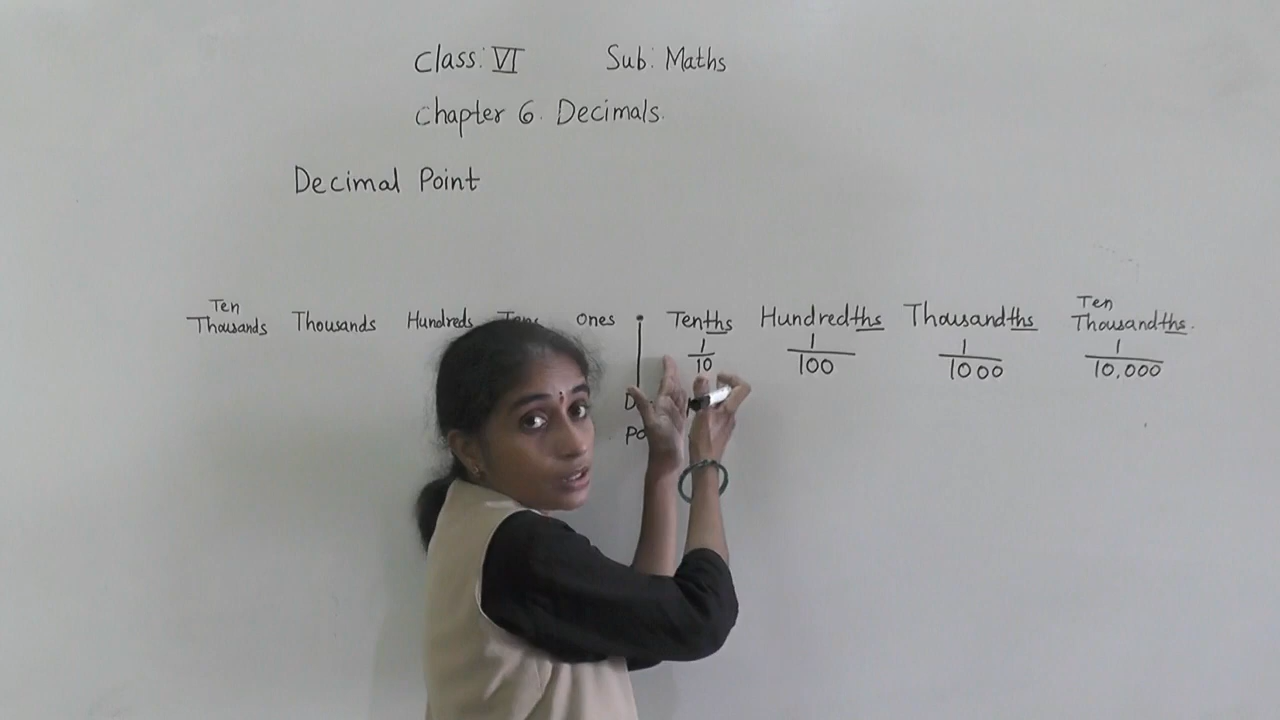 Class: VI Sub: Maths
Chapter 6. Decimals.
Decimal Point
Ten Thousands Thousands Hundreds Tens ones . Tenths Hundredths Thousandths Ten Thousandths.
1/10 1/100 1/1000 1/10,000